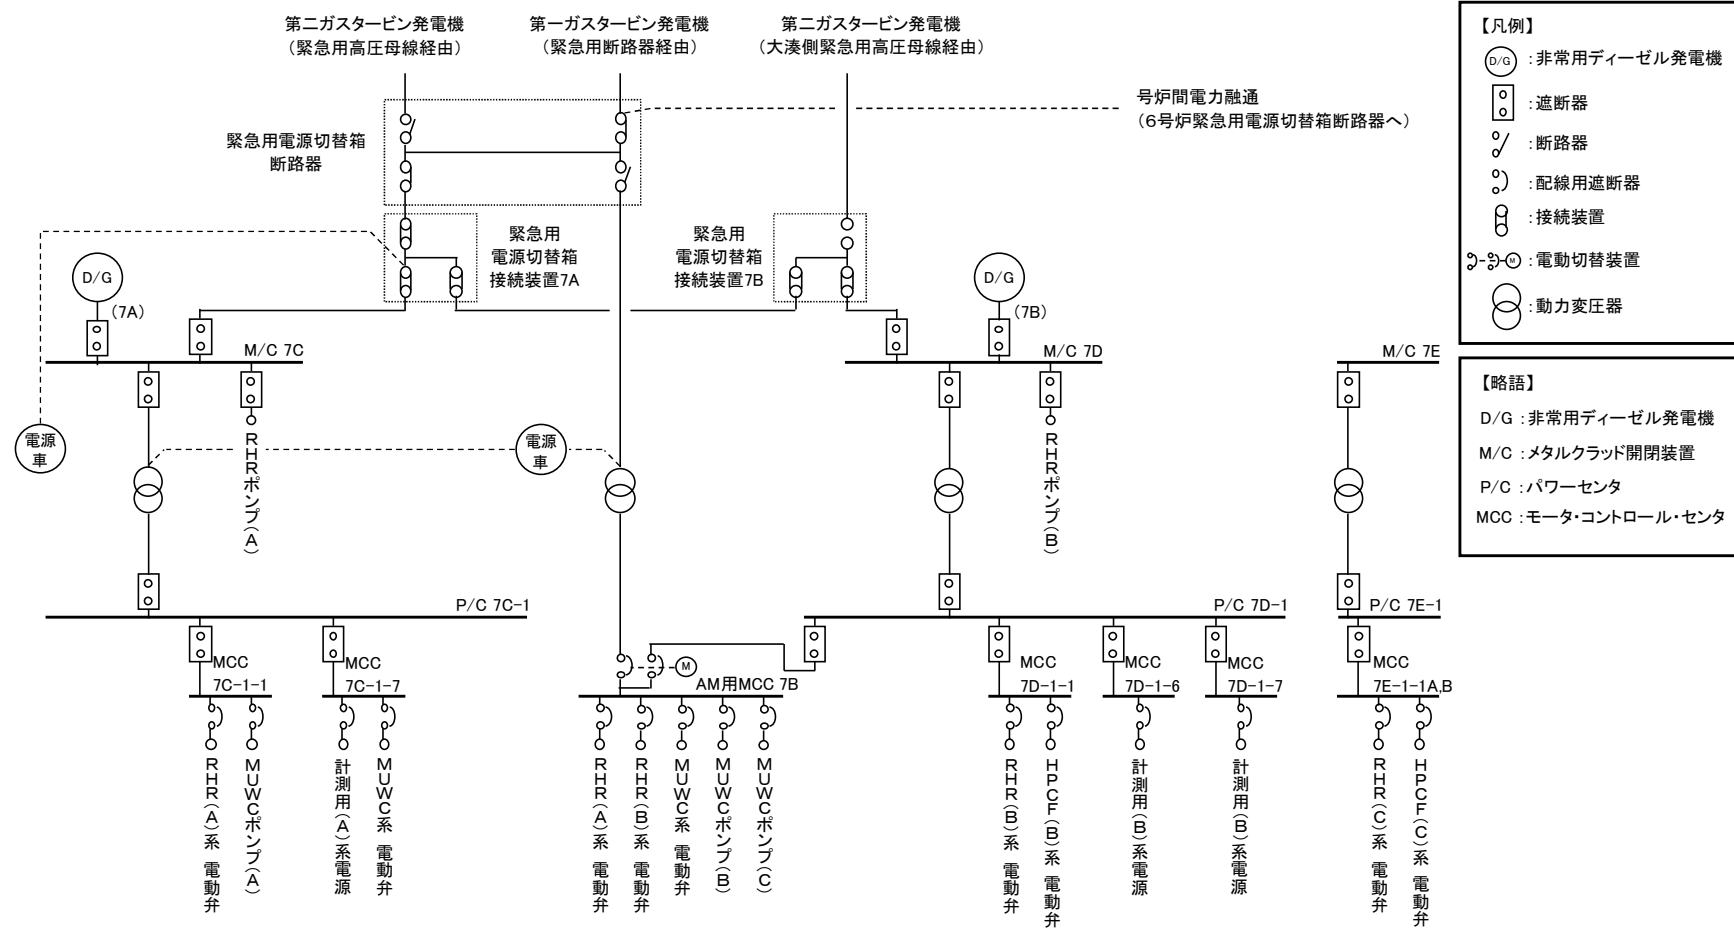 第二ガスタービン発電機
（緊急用高圧母線経由）
第一ガスタービン発電機
（緊急用断路器経由）
第二ガスタービン発電機
（大湊側緊急用高圧母線経由）
号炉間電力融通
（６号炉緊急用電源切替箱断路器へ）
緊急用電源切替箱
断路器
緊急用
電源切替箱
接続装置7A
緊急用
電源切替箱
接続装置7B
D/G
(7A)
D/G
(7B)
M/C 7C
M/C 7D
M/C 7E
電源
車
電源
車
RHRポンプ（A）
RHRポンプ（B）
P/C 7C-1
P/C 7D-1
P/C 7E-1
MCC
7C-1-1
MCC
7C-1-7
M
AM用MCC 7B
MCC
7D-1-1
MCC
7D-1-6
MCC
7D-1-7
MCC
7E-1-1A,B
RHR（A）系 電動弁
MUWCポンプ（A）
計測用（A）系電源
MUWC系 電動弁
RHR（A）系 電動弁
RHR（B）系 電動弁
MUWC系 電動弁
MUWCポンプ（B）
MUWCポンプ（C）
RHR（B）系 電動弁
HPCF（B）系 電動弁
計測用（B）系電源
計測用（B）系電源
RHR（C）系 電動弁
HPCF（C）系 電動弁
【凡例】
D/G ：非常用ディーゼル発電機
：遮断器
：断路器
：配線用遮断器
：接続装置
M ：電動切替装置
：動力変圧器
【略語】
D/G ：非常用ディーゼル発電機
M/C ：メタルクラッド開閉装置
P/C ：パワーセンタ
MCC ：モータ・コントロール・センタ